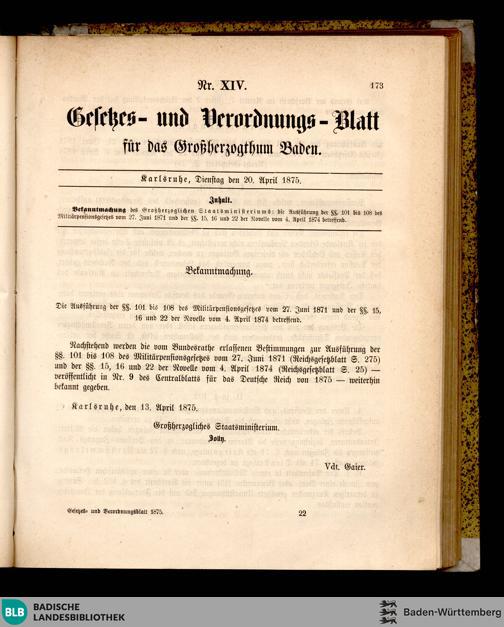 Nr. XIV. 173
Gesetzes- und Verordnungs-Blatt
für das Großherzogthum Baden.
Karlsruhe, Dienstag den 20. April 1875.
Inhalt.
Bekanntmachung des Großherzoglichen Staatsministeriums: die Ausführung der §§. 101 bis 108 des
Militärpensionsgesetzes vom 27. Juni 1871 und der §§. 15, 16 und 22 der Novelle vom 4. April 1874 betreffend.
Bekanntmachung.
Die Ausführung der §§. 101 bis 108 des Militärpensionsgesetzes vom 27. Juni 1871 und der §§. 15,
16 und 22 der Novelle vom 4. April 1874 betreffend.
Nachstehend werden die vom Bundesrathe erlassenen Bestimmungen zur Ausführung der
§§. 101 bis 108 des Militärpensionsgesetzes vom 27. Juni 1871 (Reichsgesetzblatt S. 275)
und der §§. 15, 16 und 22 der Novelle vom 4. April 1874 (Reichsgesetzblatt S. 25) —
veröffentlicht in Nr. 9 des Centralblatts für das Deutsche Reich von 1875 — weiterhin
bekannt gegeben.
Karlsruhe, den 13. April 1875.
Großherzogliches Staatsministerium.
Jolly.
Vdt. Gaier.
Gesetzes- und Verordnungsblatt 1875. 22
BLB BADISCHE
LANDESBIBLIOTHEK
Baden-Württemberg